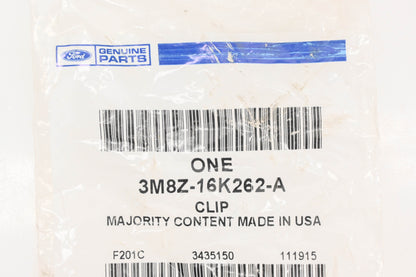 Ford
GENUINE
PARTS
ONE
3M8Z-16K262-A
CLIP
MAJORITY CONTENT MADE IN USA
F201C 3435150 111915